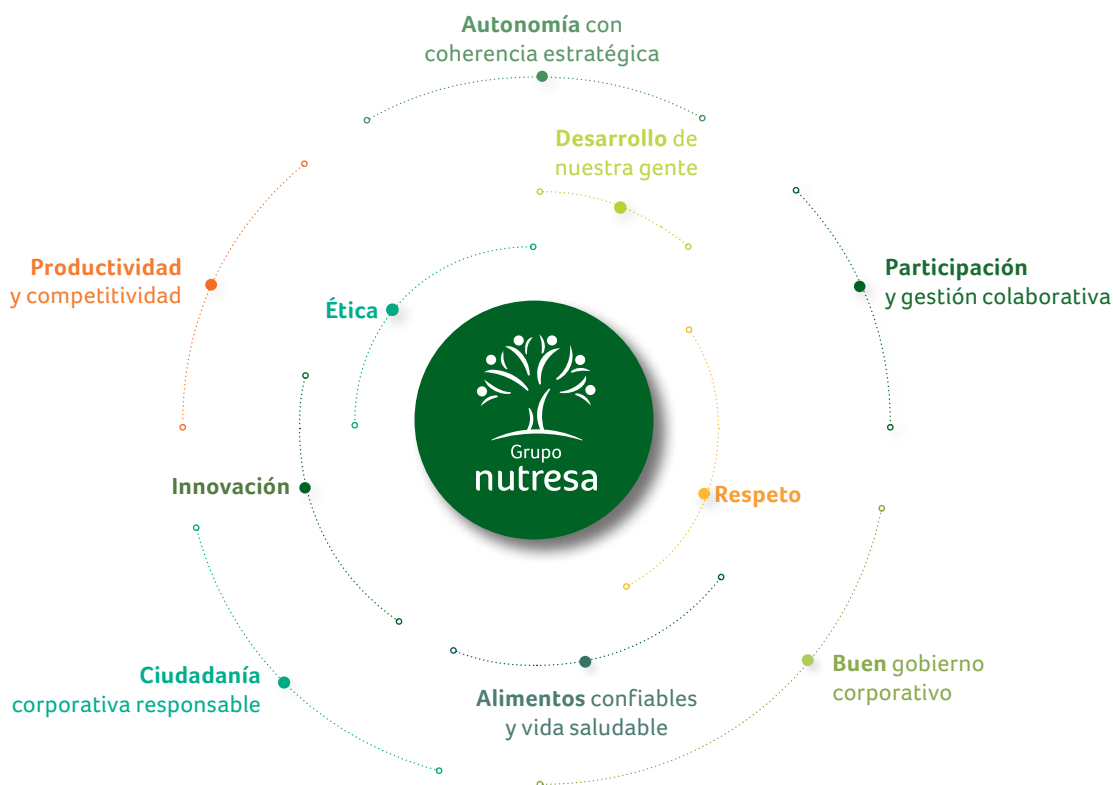 Autonomía con
coherencia estratégica
Desarrollo de
nuestra gente
Productividad
y competitividad
Participación
y gestión colaborativa
Ética
Grupo
nutresa
Innovación
Respeto
Ciudadanía
corporativa responsable
Alimentos confiables
y vida saludable
Buen gobierno
corporativo